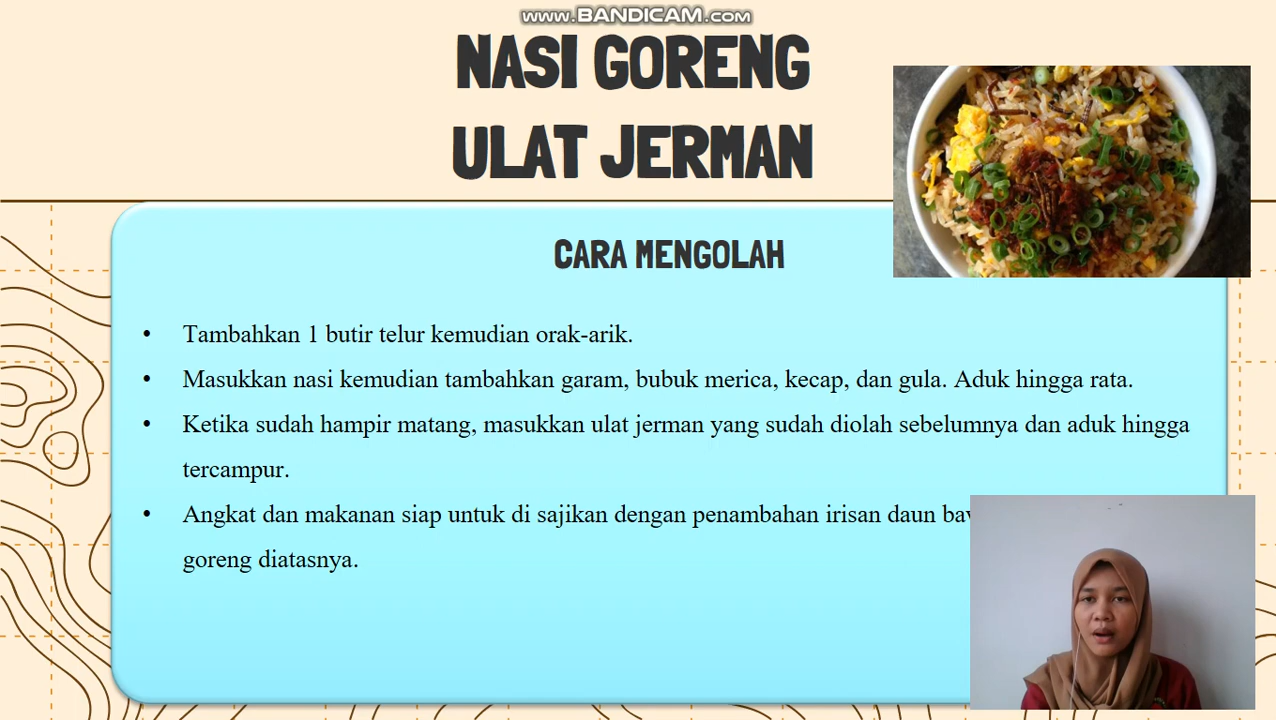 www.BANDICAM.com
NASI GORENG
ULAT JERMAN
CARA MENGOLAH
• Tambahkan 1 butir telur kemudian orak-arik.
• Masukkan nasi kemudian tambahkan garam, bubuk merica, kecap, dan gula. Aduk hingga rata.
• Ketika sudah hampir matang, masukkan ulat jerman yang sudah diolah sebelumnya dan aduk hingga
tercampur.
• Angkat dan makanan siap untuk di sajikan dengan penambahan irisan daun
goreng diatasnya.